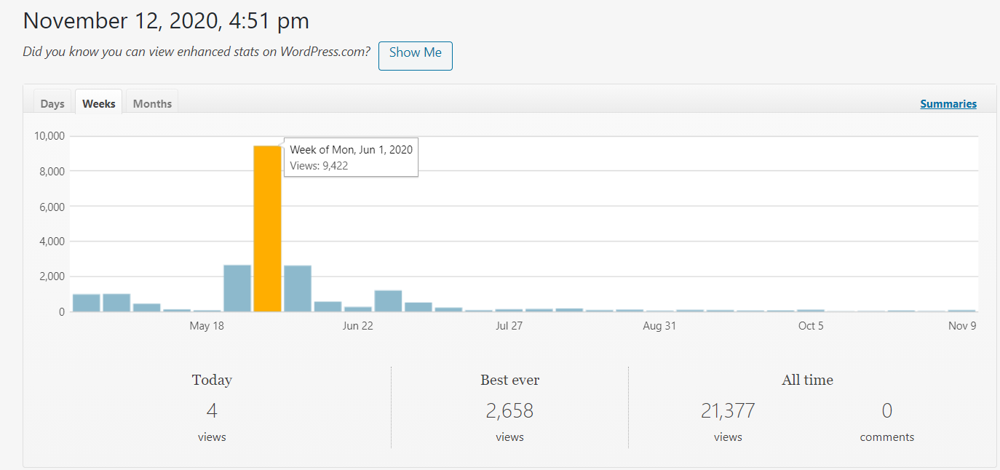 November 12, 2020, 4:51 pm
Did you know you can view enhanced stats on WordPress.com? Show Me
Days Weeks Months Summaries
10,000
Week of Mon, Jun 1, 2020
Views: 9,422
8,000
6,000
4,000
2,000
0
May 18 Jun 22 Jul 27 Aug 31 Oct 5 Nov 9
Today Best ever All time
4 2,658 21,377 0
views views views comments